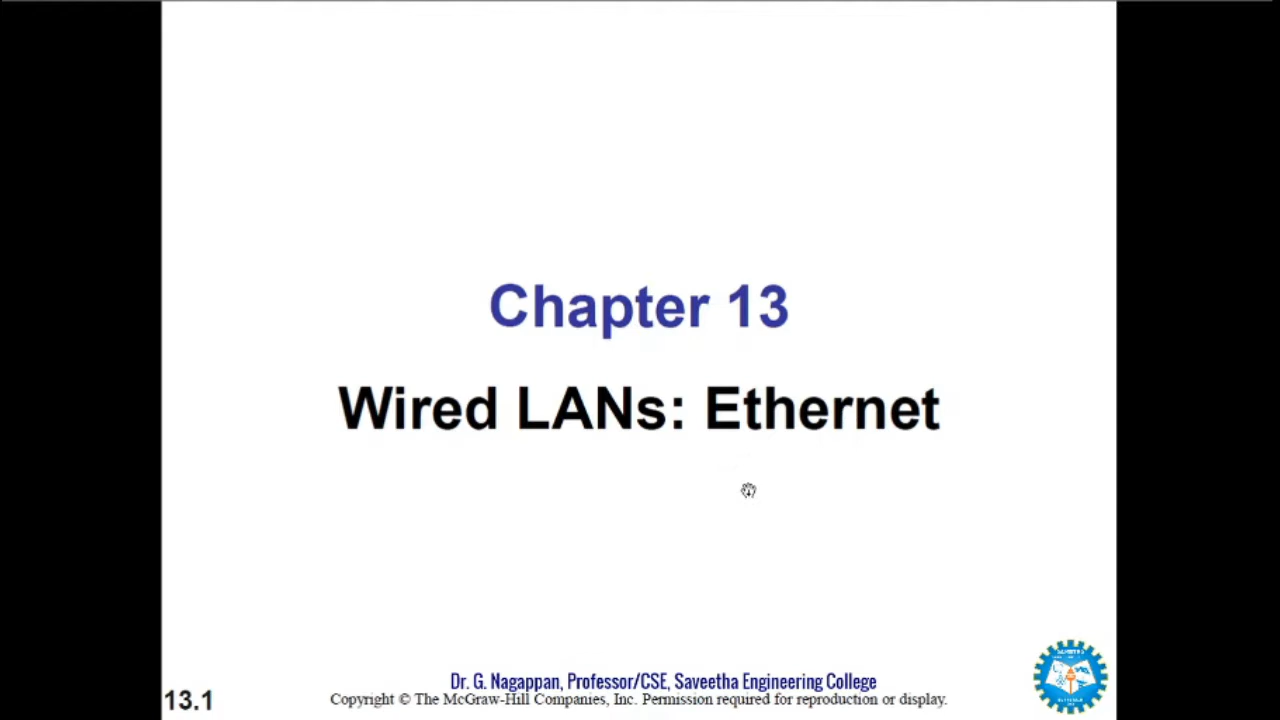 Chapter 13
Wired LANs: Ethernet
Dr. G. Nagappan, Professor/CSE, Saveetha Engineering College
13.1
Copyright © The McGraw-Hill Companies, Inc. Permission required for reproduction or display.